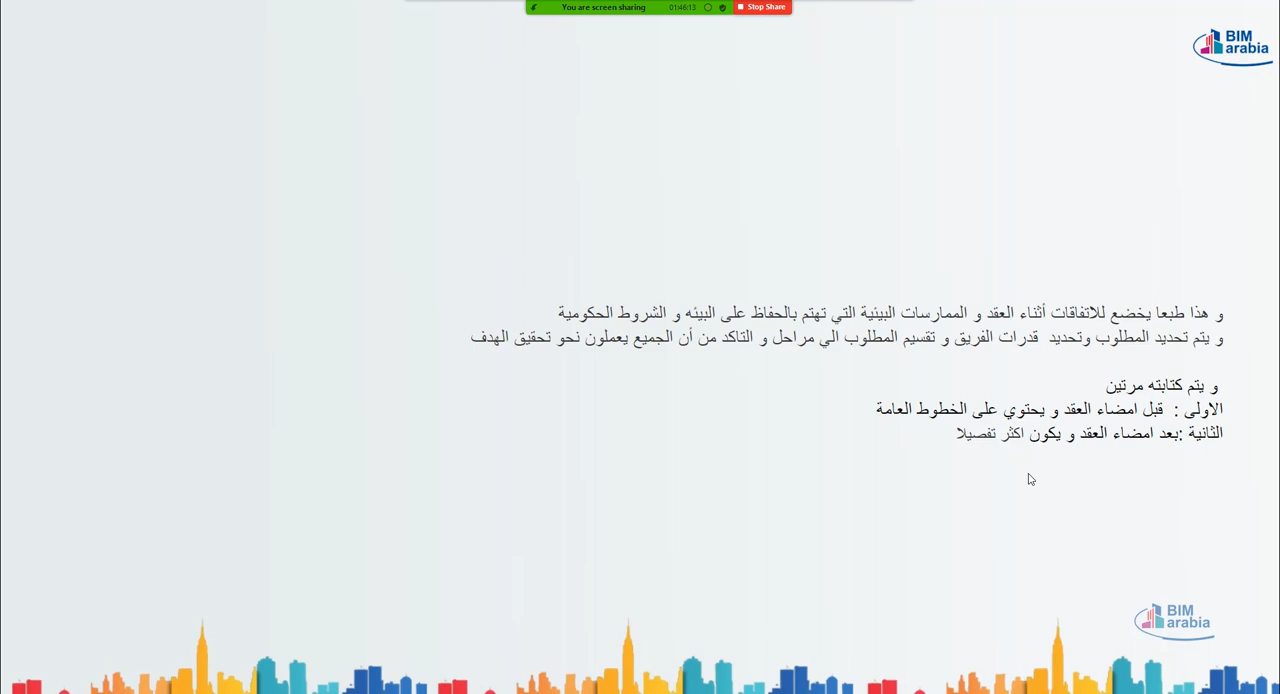 You are screen sharing 01:46:13 Stop Share
BIM
arabia
و هذا طبعا يخضع للاتفاقات أثناء العقد و الممارسات البيئية التي تهتم بالحفاظ على البيئه و الشروط الحكومية
و يتم تحديد المطلوب وتحديد قدرات الفريق و تقسيم المطلوب الي مراحل و التاكد من أن الجميع يعملون نحو تحقيق الهدف
و يتم كتابته مرتين
الاولى : قبل امضاء العقد و يحتوي على الخطوط العامة
الثانية :بعد امضاء العقد و يكون اكثر تفصيلا
BIM
arabia